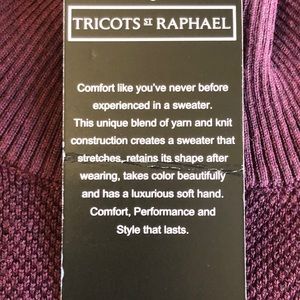 TRICOTS ST RAPHAEL
Comfort like you've never before
experienced in a sweater.
This unique blend of yarn and knit
construction creates a sweater that
stretches, retains its shape after
wearing, takes color beautifully
and has a luxurious soft hand.
Comfort, Performance and
Style that lasts.